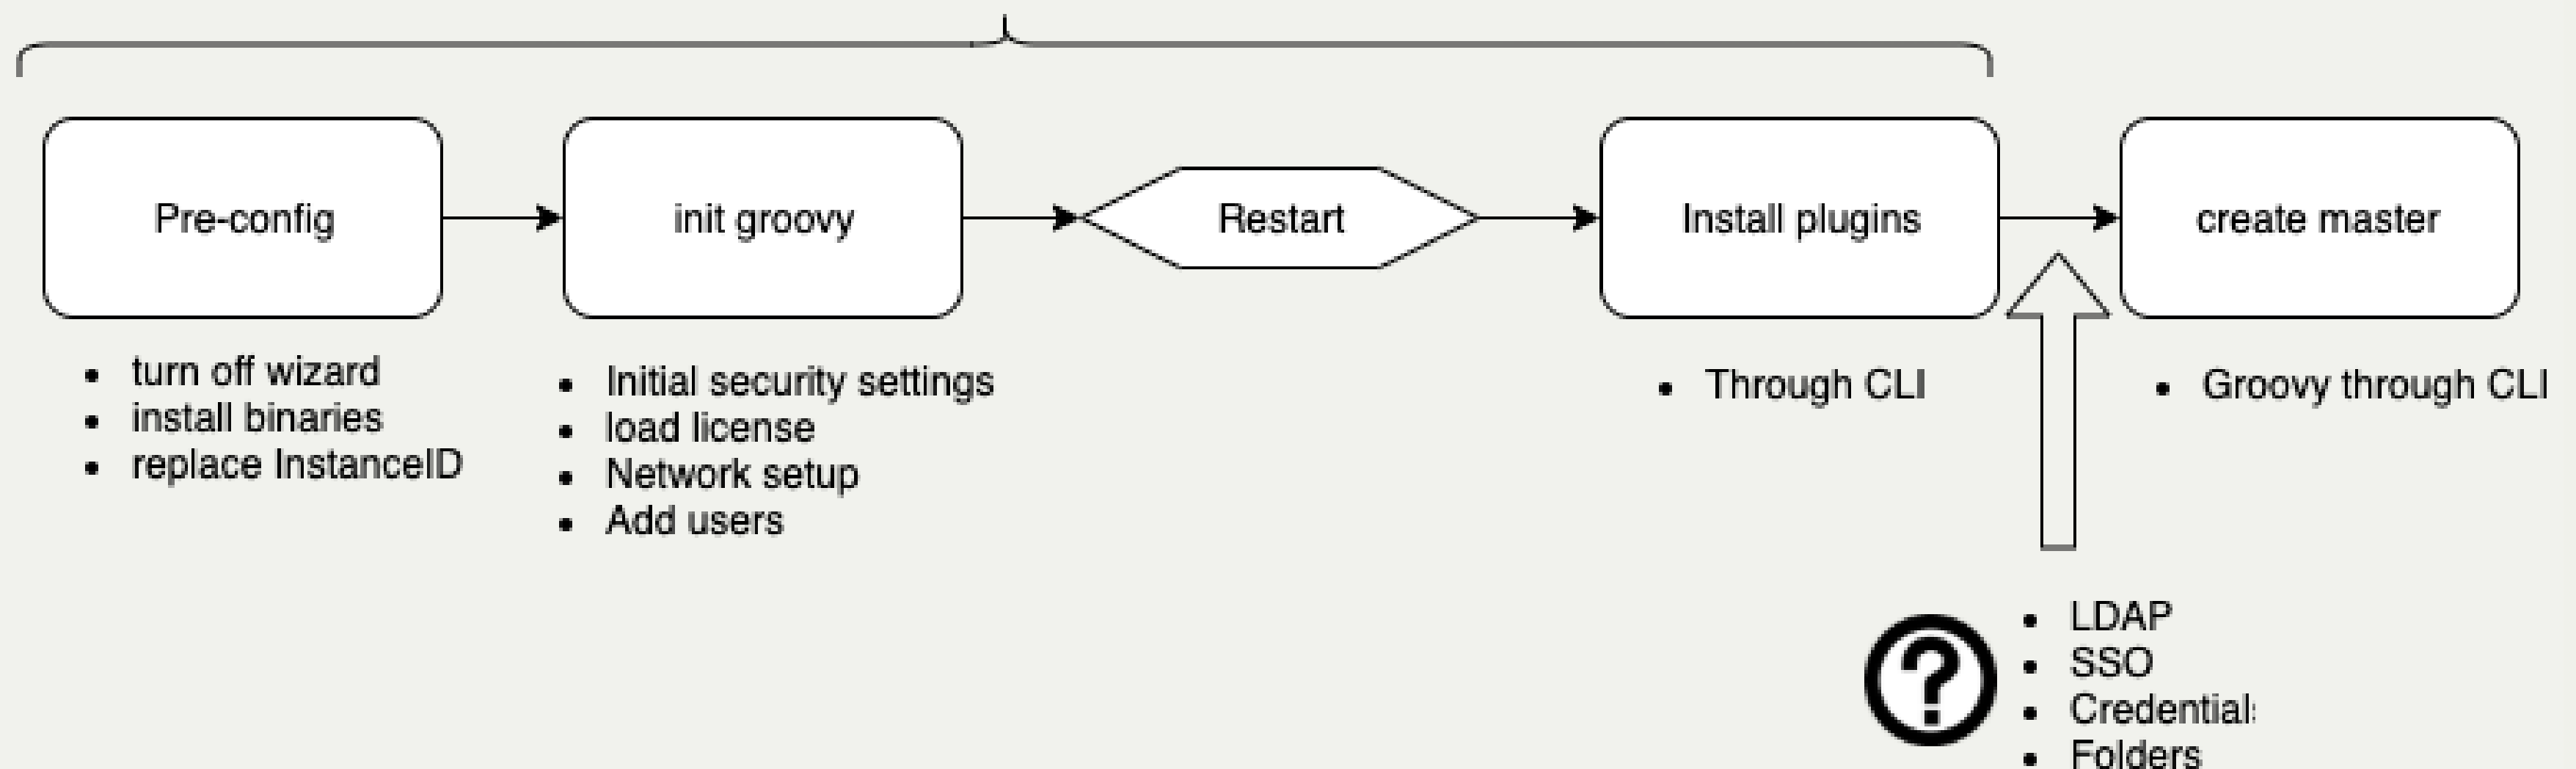 Pre-config
init groovy
Restart
Install plugins
create master
turn off wizard
install binaries
replace InstanceID
Initial security settings
load license
Network setup
Add users
Through CLI
Groovy through CLI
?
LDAP
SSO
Credentials
Folders